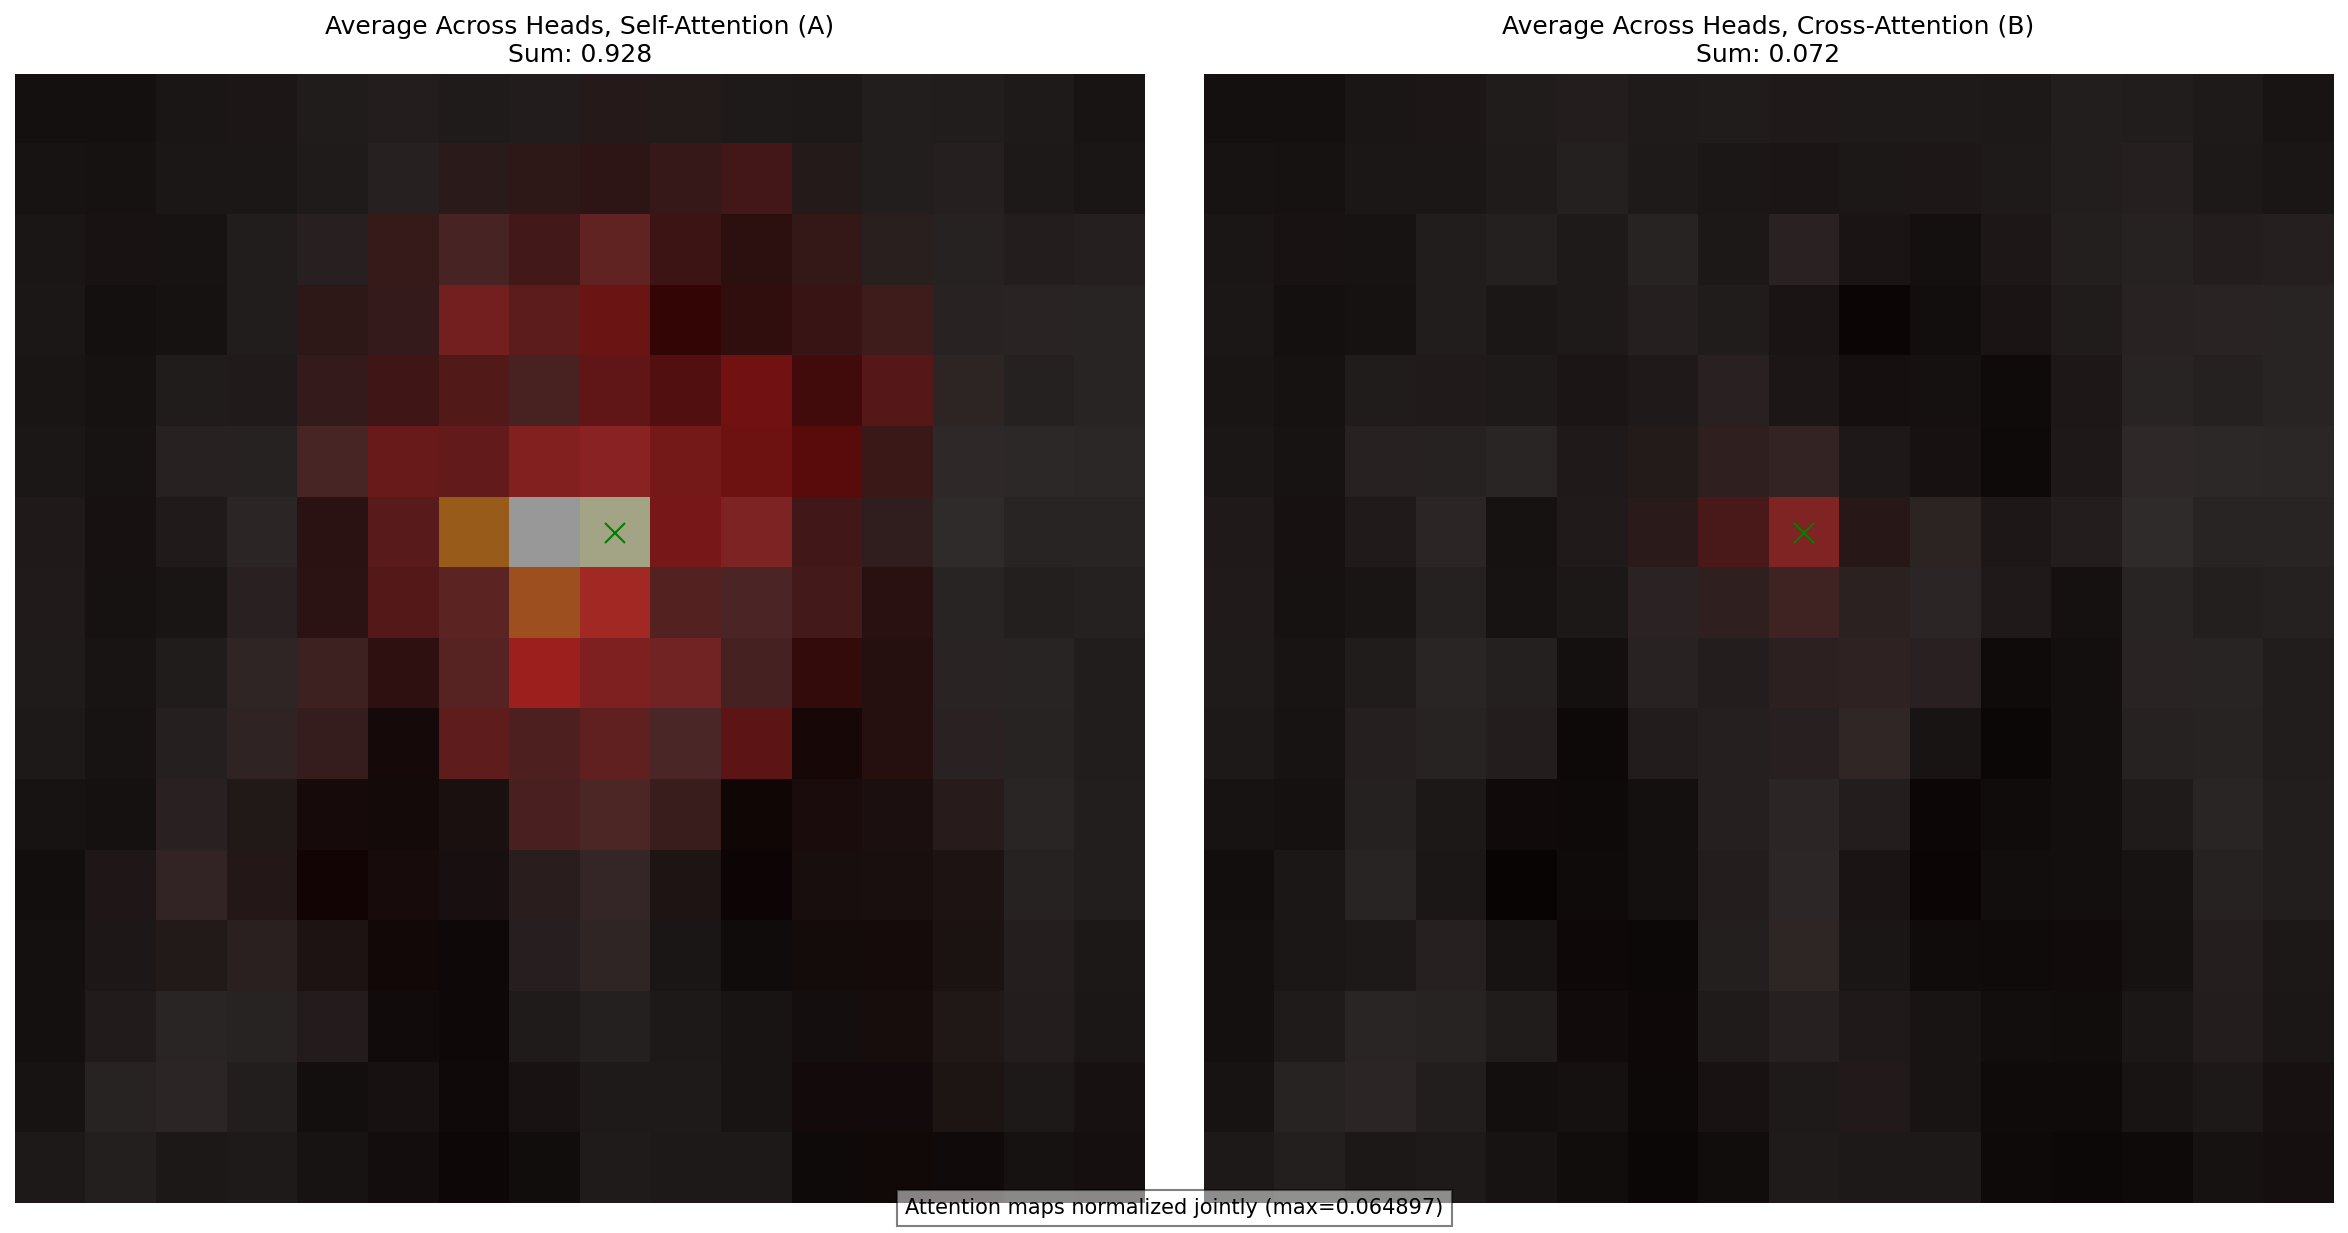 Average Across Heads, Self-Attention (A)
Sum: 0.928
Average Across Heads, Cross-Attention (B)
Sum: 0.072
Attention maps normalized jointly (max=0.064897)